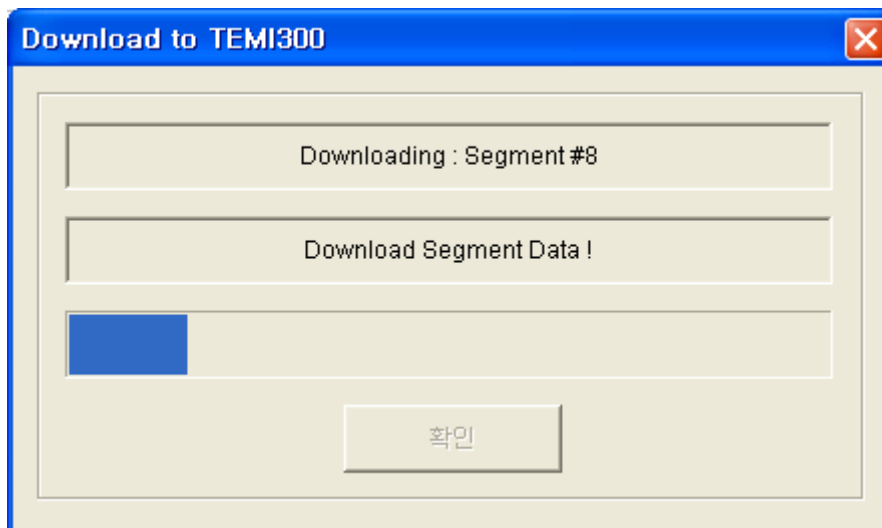 Download to TEMI300
Downloading : Segment #8
Download Segment Data !
확인